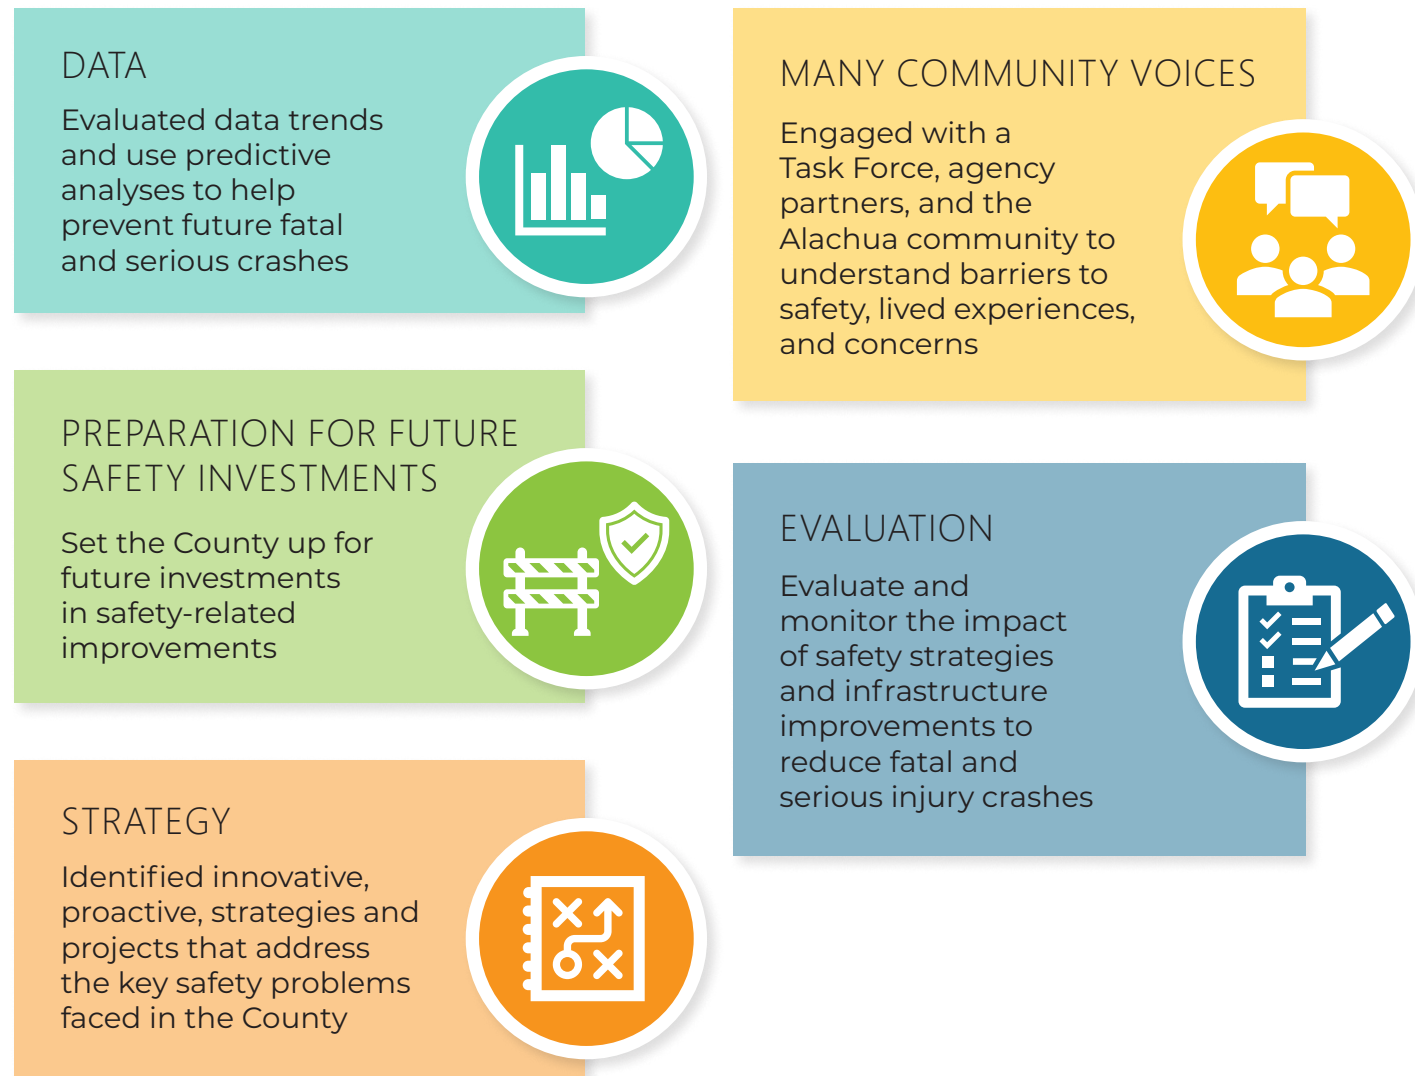 DATA
Evaluated data trends
and use predictive
analyses to help
prevent future fatal
and serious crashes
PREPARATION FOR FUTURE
SAFETY INVESTMENTS
Set the County up for
future investments
in safety-related
improvements
STRATEGY
Identified innovative,
proactive, strategies and
projects that address
the key safety problems
faced in the County
MANY COMMUNITY VOICES
Engaged with a
Task Force, agency
partners, and the
Alachua community to
understand barriers to
safety, lived experiences,
and concerns
EVALUATION
Evaluate and
monitor the impact
of safety strategies
and infrastructure
improvements to
reduce fatal and
serious injury crashes